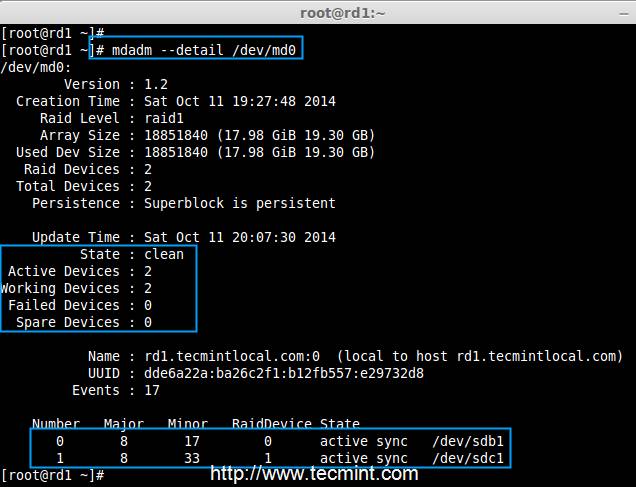 root@rd1:~
[root@rd1 ~]#
[root@rd1 ~]# mdadm --detail /dev/md0
/dev/md0:
Version : 1.2
Creation Time : Sat Oct 11 19:27:48 2014
Raid Level : raid1
Array Size : 18851840 (17.98 GiB 19.30 GB)
Used Dev Size : 18851840 (17.98 GiB 19.30 GB)
Raid Devices : 2
Total Devices : 2
Persistence : Superblock is persistent
Update Time : Sat Oct 11 20:07:30 2014
State : clean
Active Devices : 2
Working Devices : 2
Failed Devices : 0
Spare Devices : 0
Name : rd1.tecmintlocal.com:0  (local to host rd1.tecmintlocal.com)
UUID : dde6a22a:ba26c2f1:b12fb557:e29732d8
Events : 17
Number Major Minor RaidDevice State
0 8 17 0 active sync /dev/sdb1
1 8 33 1 active sync /dev/sdc1
[root@rd1 ~]#
http://www.tecmint.com